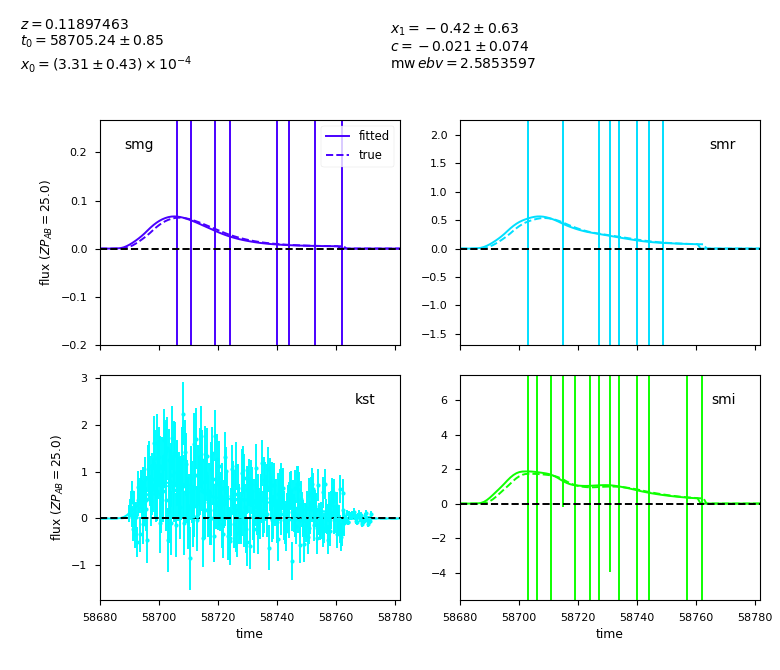 z = 0.11897463
t₀ = 58705.24 ± 0.85
x₀ = (3.31 ± 0.43) × 10⁻⁴
x₁ = −0.42 ± 0.63
c = −0.021 ± 0.074
mw ebv = 2.5853597
smg
fitted
true
0.2
0.1
0.0
−0.1
−0.2
flux (ZP_AB = 25.0)
smr
2.0
1.5
1.0
0.5
0.0
−0.5
−1.0
−1.5
kst
3
2
1
0
−1
flux (ZP_AB = 25.0)
58680 58700 58720 58740 58760 58780
time
smi
6
4
2
0
−2
−4
58680 58700 58720 58740 58760 58780
time